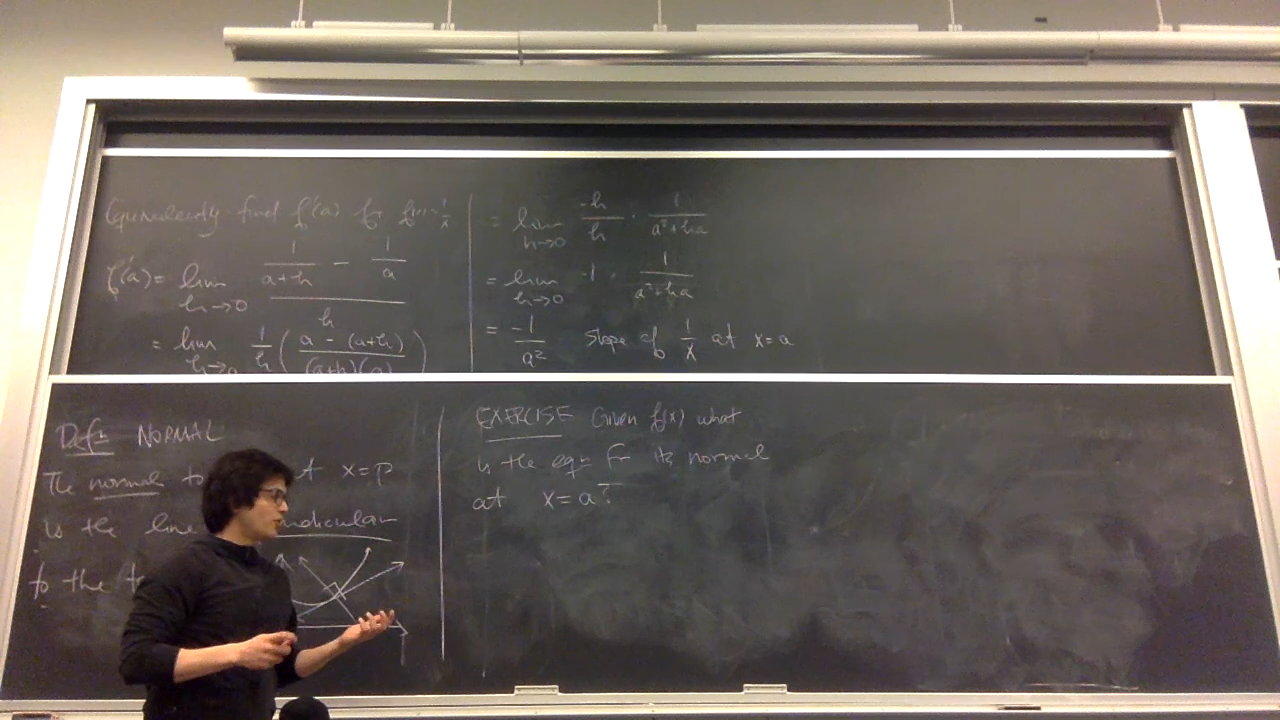 Equivalently find f'(a) for f(x)=1/x
f'(a) = lim h→0 (1/(a+h) - 1/a)/h
= lim h→0 1/h ((a - (a+h))/((a+h)(a)))
= lim h→0 -h/h · 1/(a²+ha)
= lim h→0 -1 · 1/(a²+ha)
= -1/a² slope of 1/x at x=a
Defn NORMAL
The normal to at x=p
is the line
to the
EXERCISE Given f(x) what
is the eqn for its normal
at x=a?